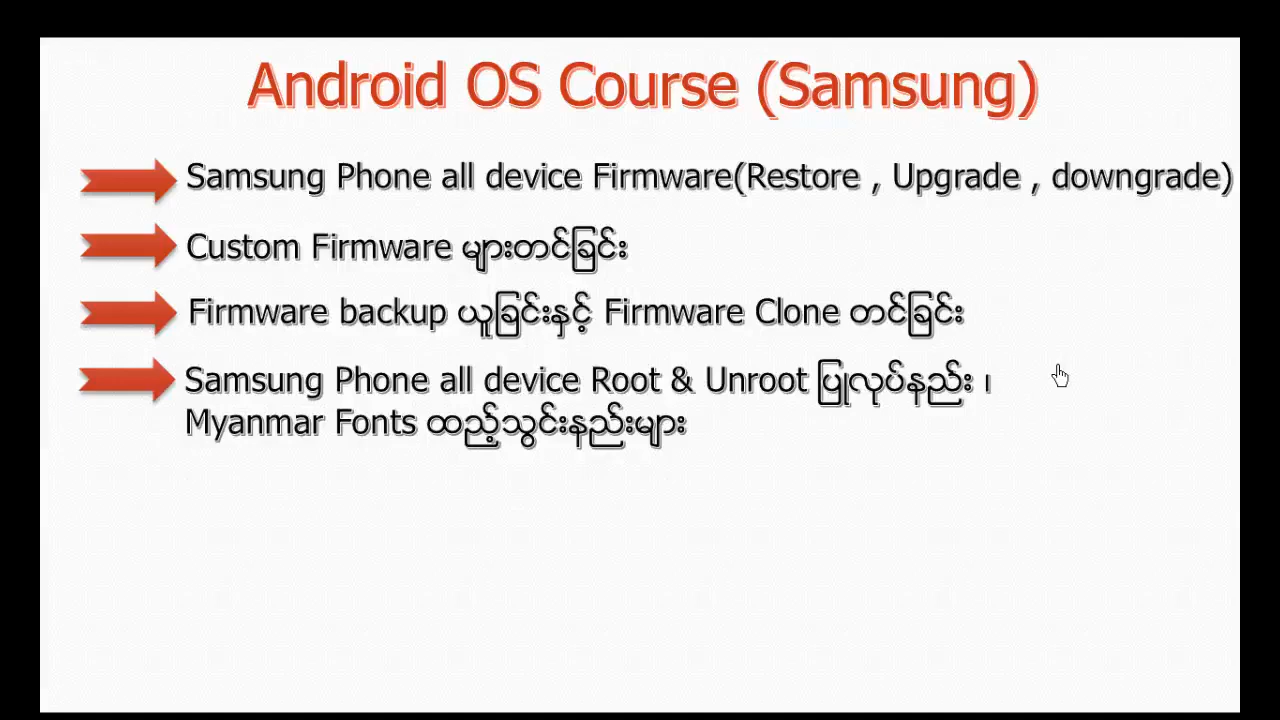 Android OS Course (Samsung)
Samsung Phone all device Firmware(Restore , Upgrade , downgrade)
Custom Firmware များတင်ခြင်း
Firmware backup ယူခြင်းနှင့် Firmware Clone တင်ခြင်း
Samsung Phone all device Root & Unroot ပြုလုပ်နည်း ၊
Myanmar Fonts ထည့်သွင်းနည်းများ